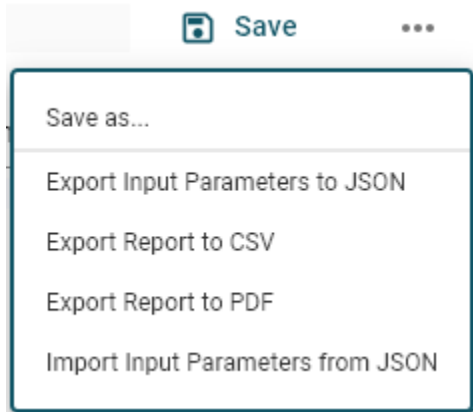 Save
Save as...
Export Input Parameters to JSON
Export Report to CSV
Export Report to PDF
Import Input Parameters from JSON